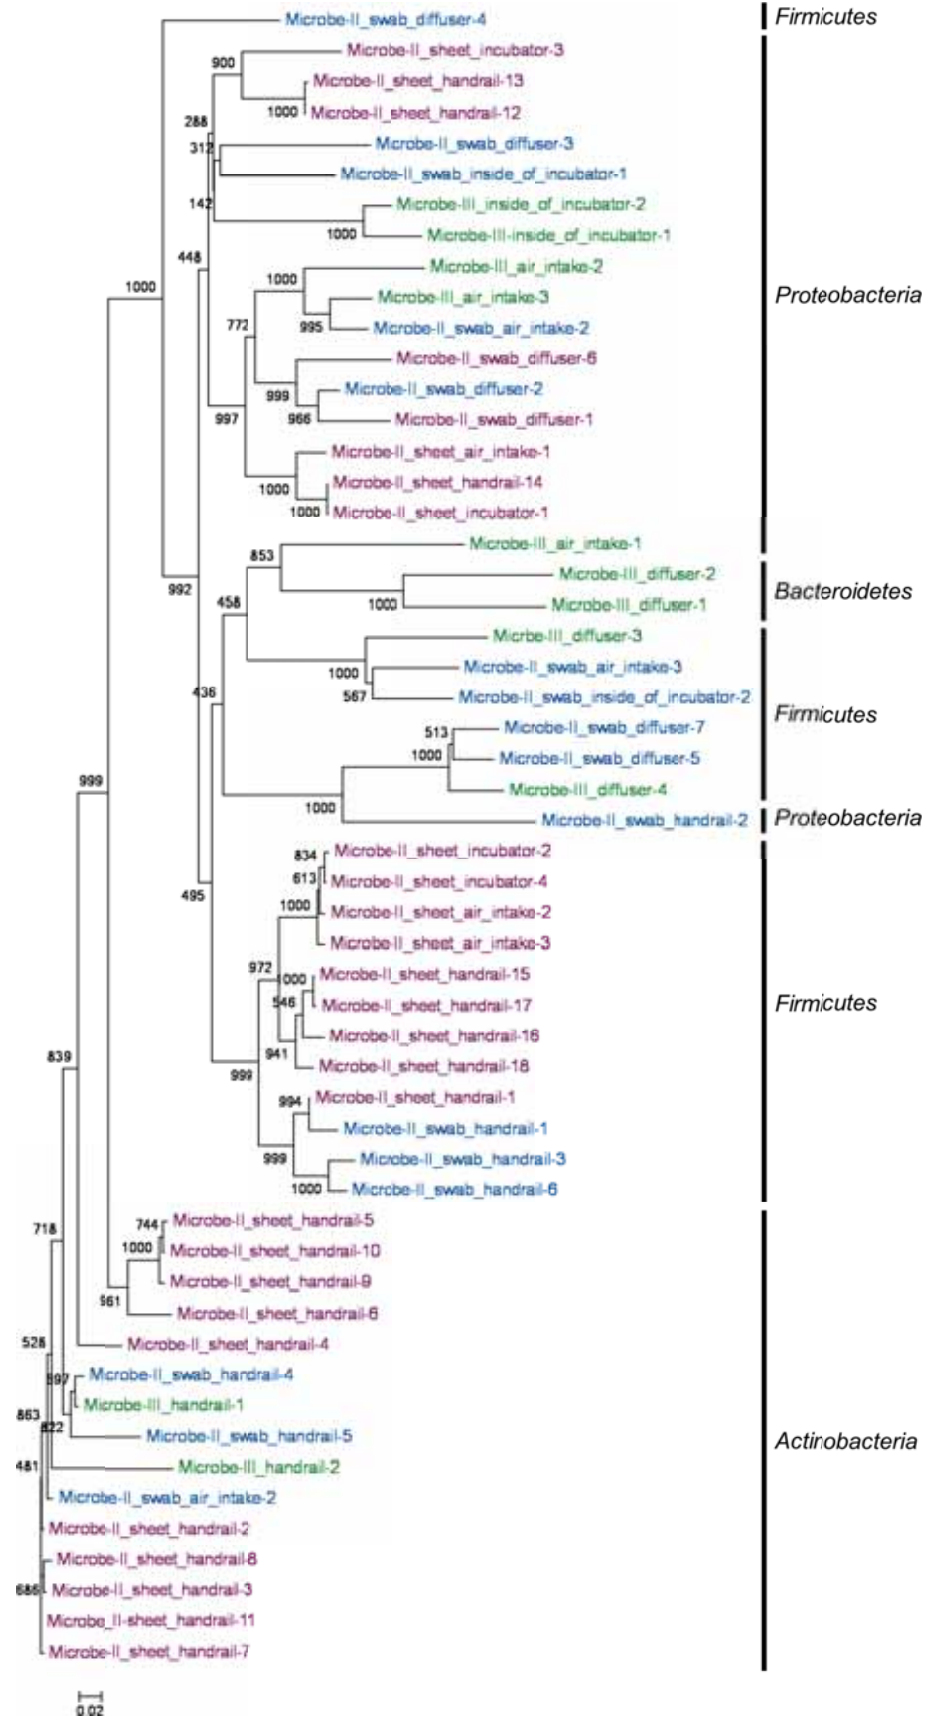 Microbe-II_swab_diffuser-4
Firmicutes
Microbe-II_sheet_incubator-3
900
Microbe-II_sheet_handrail-13
1000
Microbe-II_sheet_handrail-12
288
Microbe-II_swab_diffuser-3
312
Microbe-II_swab_inside_of_incubator-1
142
Microbe-III_inside_of_incubator-2
1000
Microbe-III-inside_of_incubator-1
448
Microbe-III_air_intake-2
1000
1000
Microbe-III_air_intake-3
Proteobacteria
772
995
Microbe-II_swab_air_intake-2
Microbe-II_swab_diffuser-6
999
Microbe-II_swab_diffuser-2
997
966
Microbe-II_swab_diffuser-1
Microbe-II_sheet_air_intake-1
1000
Microbe-II_sheet_handrail-14
1000
Microbe-II_sheet_incubator-1
Microbe-III_air_intake-1
853
Microbe-III_diffuser-2
992
Bacteroidetes
458
1000
Microbe-III_diffuser-1
Micrbe-III_diffuser-3
1000
Microbe-II_swab_air_intake-3
436
567
Microbe-II_swab_inside_of_incubator-2
Firmicutes
513
Microbe-II_swab_diffuser-7
1000
Microbe-II_swab_diffuser-5
999
Microbe-III_diffuser-4
1000
Microbe-II_swab_handrail-2
Proteobacteria
834
Microbe-II_sheet_incubator-2
613
Microbe-II_sheet_incubator-4
495
1000
Microbe-II_sheet_air_intake-2
Microbe-II_sheet_air_intake-3
972
1000
Microbe-II_sheet_handrail-15
546
Microbe-II_sheet_handrail-17
Firmicutes
Microbe-II_sheet_handrail-16
839
941
Microbe-II_sheet_handrail-18
999
994
Microbe-II_sheet_handrail-1
Microbe-II_swab_handrail-1
999
Microbe-II_swab_handrail-3
1000
Microbe-II_swab_handrail-6
718
744
Microbe-II_sheet_handrail-5
1000
Microbe-II_sheet_handrail-10
Microbe-II_sheet_handrail-9
561
Microbe-II_sheet_handrail-6
528
Microbe-II_sheet_handrail-4
597
Microbe-II_swab_handrail-4
Microbe-III_handrail-1
863
822
Microbe-II_swab_handrail-5
Actinobacteria
481
Microbe-III_handrail-2
Microbe-II_swab_air_intake-2
Microbe-II_sheet_handrail-2
Microbe-II_sheet_handrail-8
686
Microbe-II_sheet_handrail-3
Microbe_II-sheet_handrail-11
Microbe-II_sheet_handrail-7
0.02